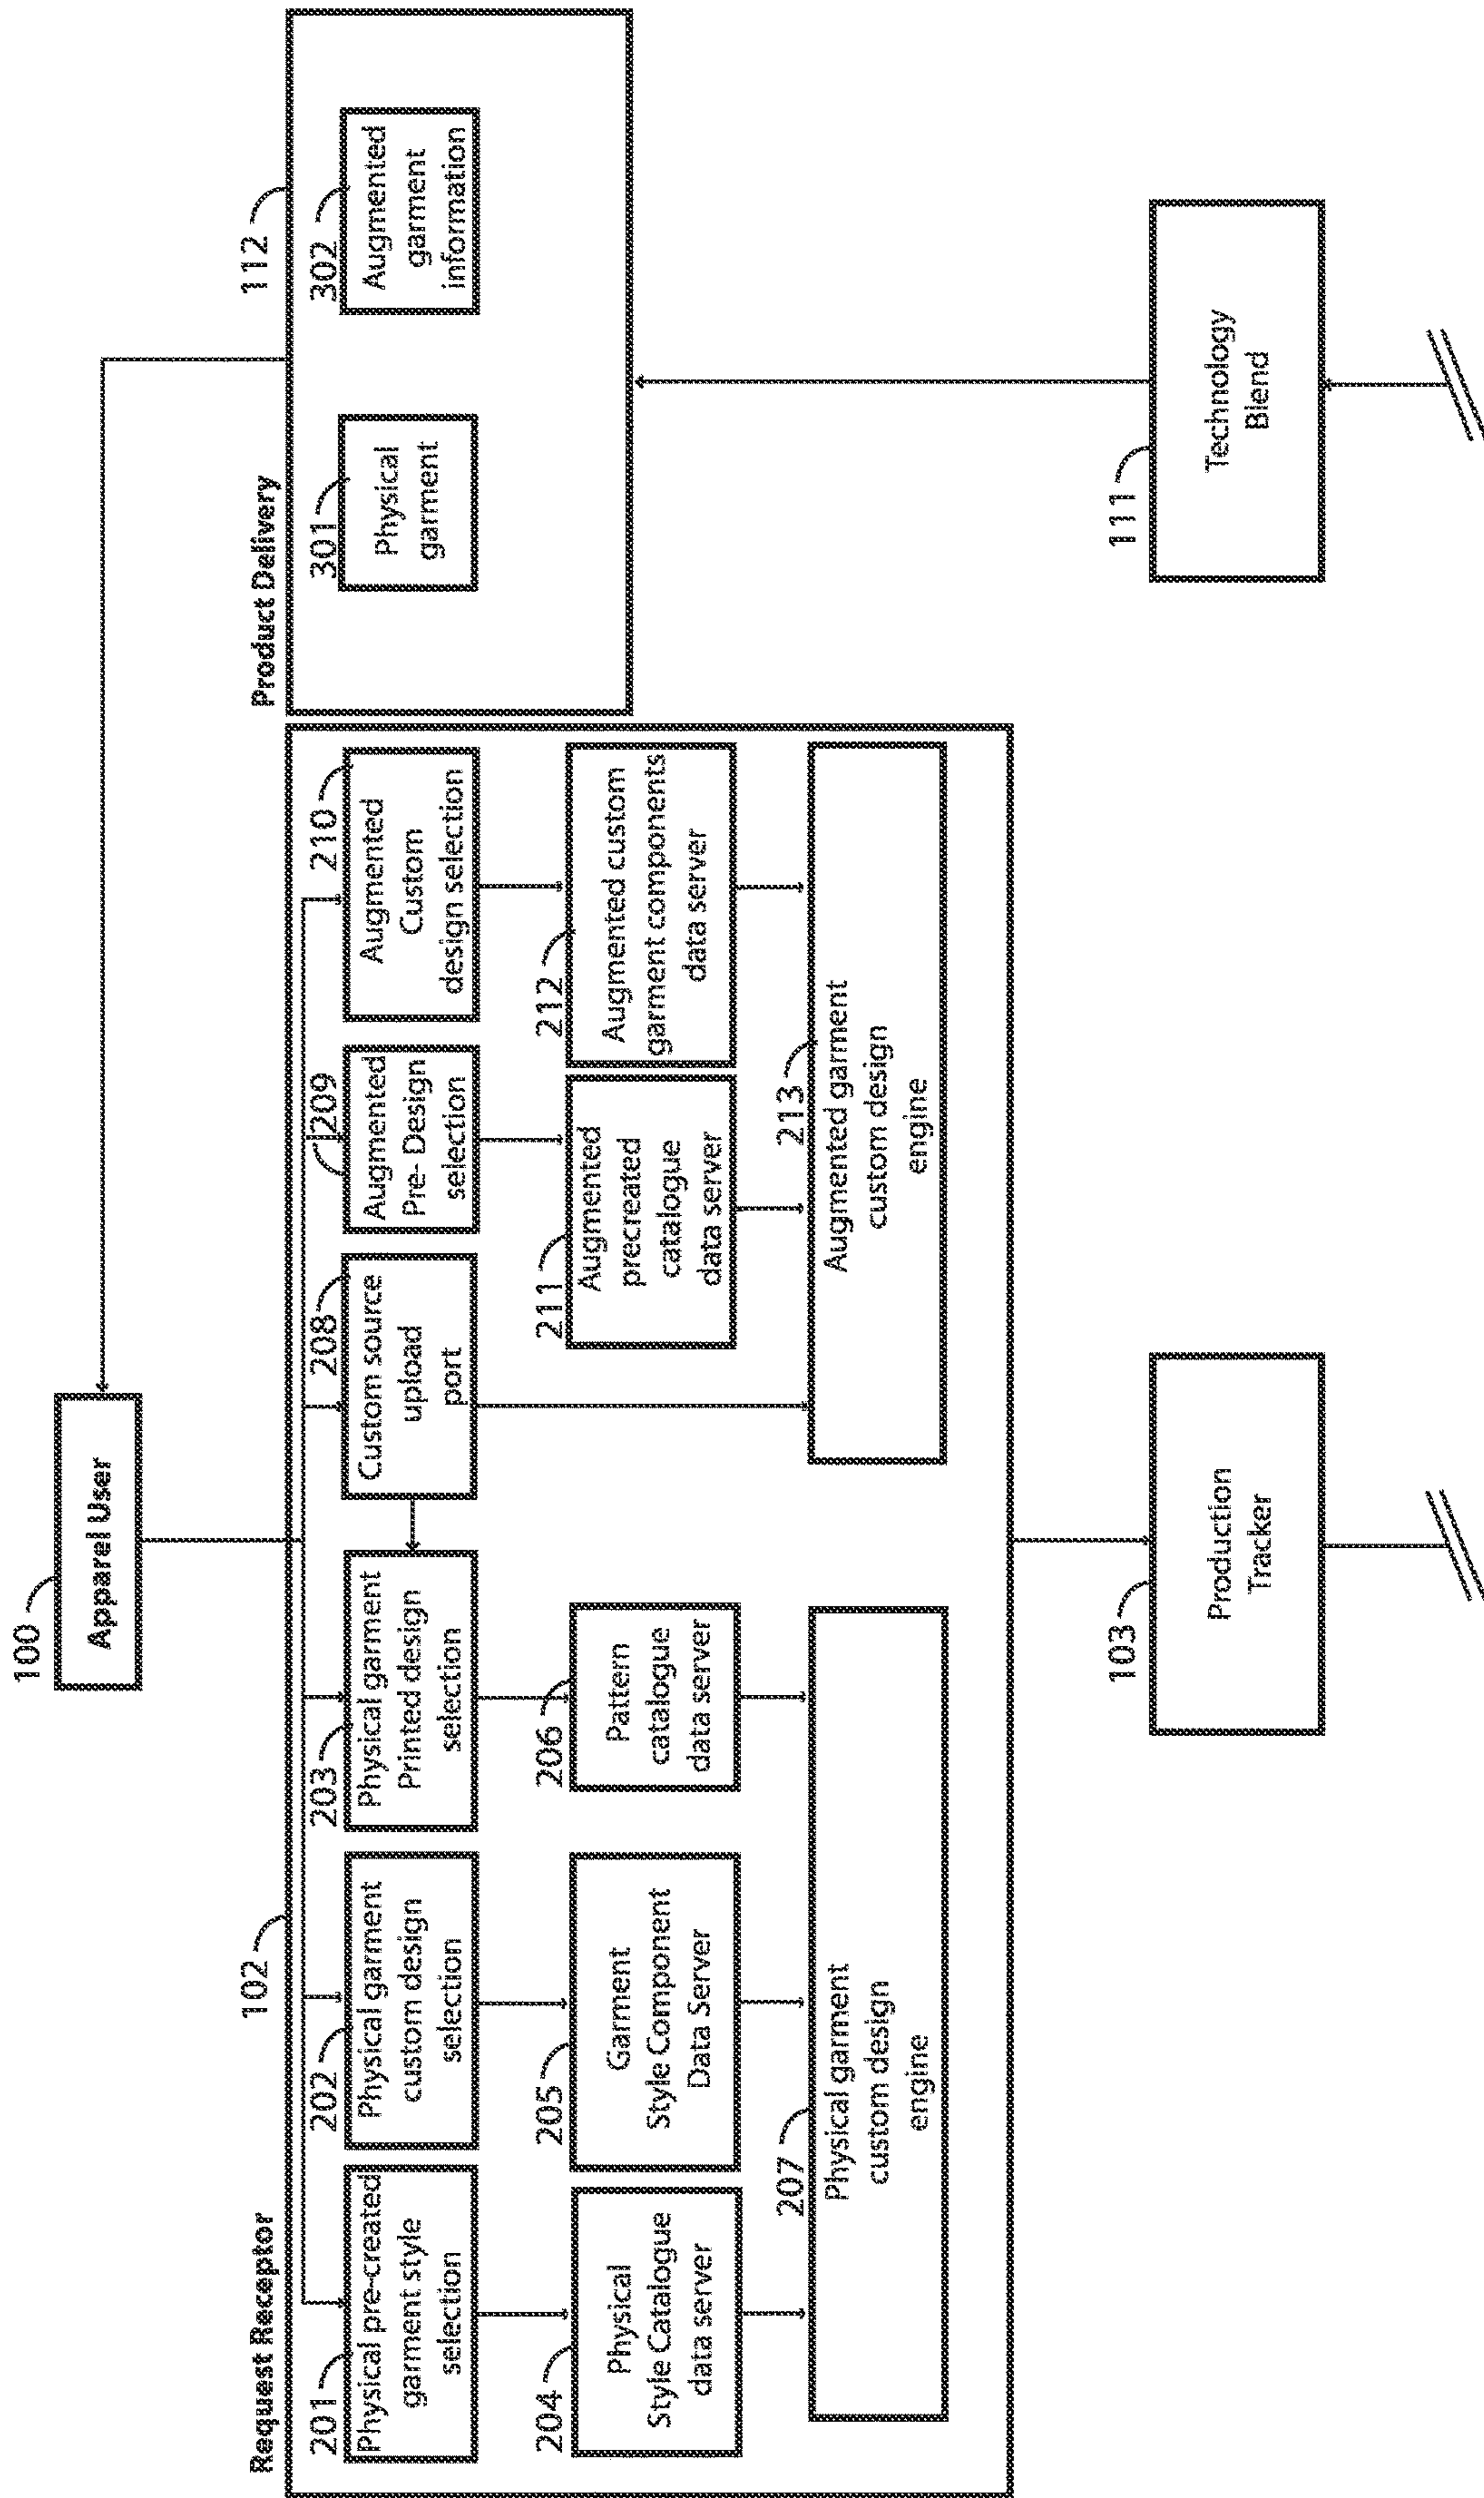 100
Apparel User
Request Receptor
102
Product Delivery
112
201
Physical pre-created
garment style
selection
202
Physical garment
custom design
selection
203
Physical garment
Printed design
selection
208
Custom source
upload
port
209
Augmented
Pre- Design
selection
210
Augmented
Custom
design selection
301
Physical
garment
302
Augmented
garment
information
204
Physical
Style Catalogue
data server
205
Garment
Style Component
Data Server
206
Pattern
catalogue
data server
211
Augmented
precreated
catalogue
data server
212
Augmented custom
garment components
data server
207
Physical garment
custom design
engine
213
Augmented garment
custom design
engine
103
Production
Tracker
111
Technology
Blend